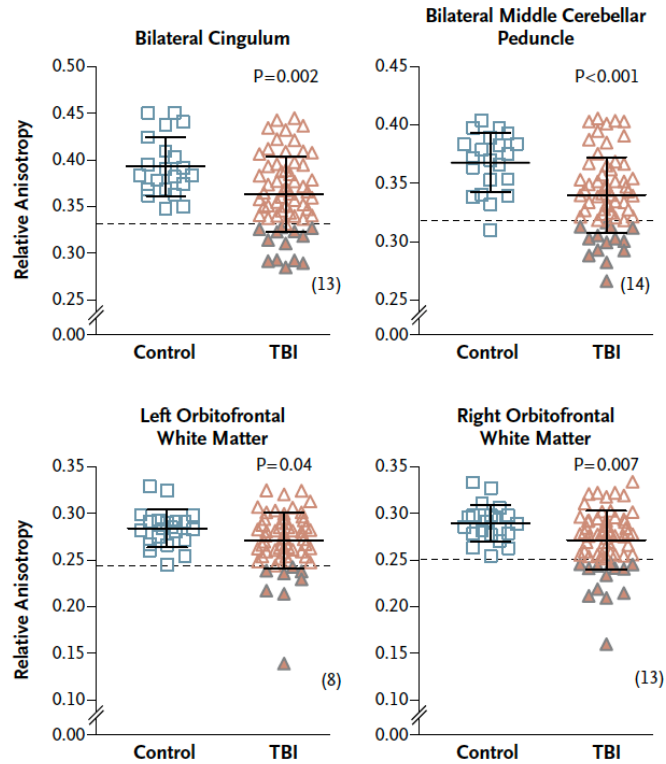 Bilateral Cingulum
P=0.002
Relative Anisotropy
0.50
0.45
0.40
0.35
0.30
0.25
0.00
(13)
Control
TBI
Bilateral Middle Cerebellar
Peduncle
P<0.001
0.45
0.40
0.35
0.30
0.25
0.00
(14)
Control
TBI
Left Orbitofrontal
White Matter
P=0.04
Relative Anisotropy
0.35
0.30
0.25
0.20
0.15
0.10
0.00
(8)
Control
TBI
Right Orbitofrontal
White Matter
P=0.007
0.35
0.30
0.25
0.20
0.15
0.10
0.00
(13)
Control
TBI